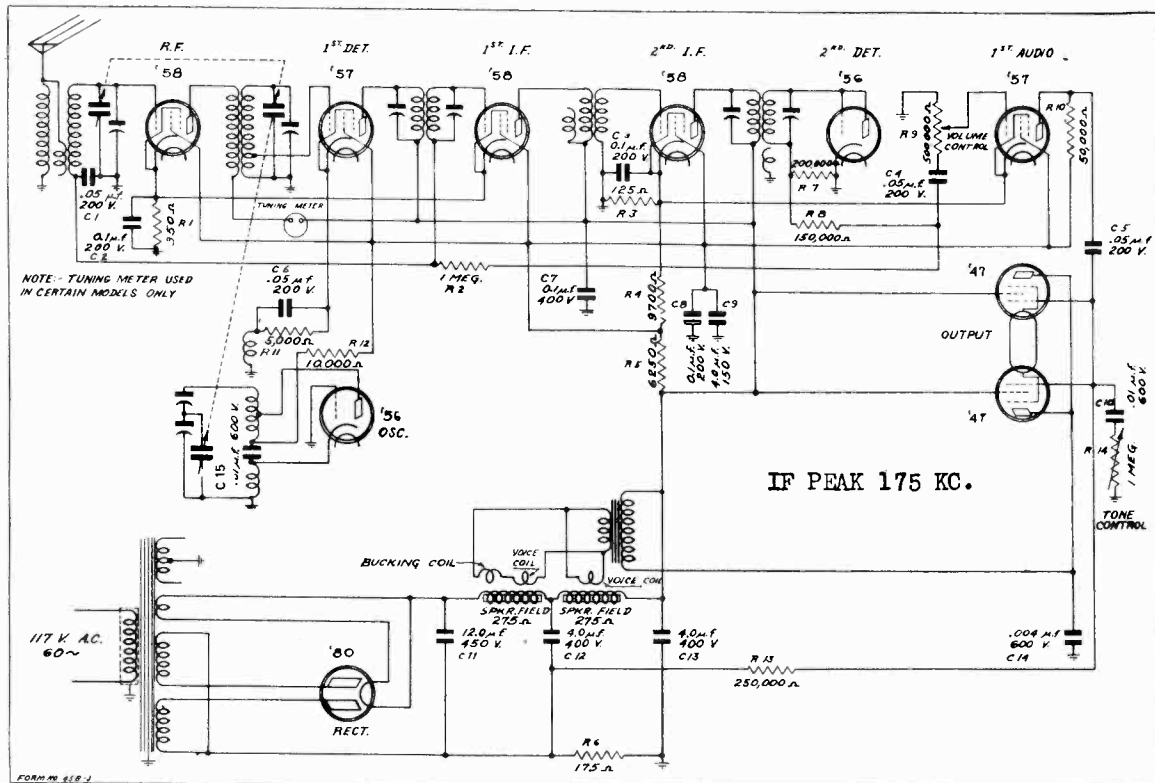 R.F.
'58
1ST. DET.
'57
1ST. I.F.
'58
2ND. I.F.
'58
2ND. DET.
'56
1ST. AUDIO
'57
R10
50,000Ω
R9
500000Ω
VOLUME
CONTROL
C3
0.1µf
200 V.
125Ω
R3
200,000Ω
R7
C4
.05µf
200 V.
R8
150,000Ω
.05µf
200 V.
C1
0.1µf
200 V.
C2
R1
350Ω
TUNING METER
C5
.05µf
200 V.
NOTE:- TUNING METER USED
IN CERTAIN MODELS ONLY
C6
.05µf
200 V.
1 MEG.
R2
C7
0.1µf
400 V
R4
9700Ω
C8
0.1µf.
200 V.
C9
4.0µf.
150 V.
R5
6250Ω
5,000Ω
R11
R12
10,000Ω
'47
OUTPUT
'47
'56
OSC.
C15
.01µf 600 V.
.01µf
600 V.
C10
R14
1 MEG.
TONE
CONTROL
IF PEAK 175 KC.
BUCKING COIL
VOICE
COIL
VOICE COIL
SPKR. FIELD
275Ω
SPKR. FIELD
275Ω
117 V. A.C.
60~
'80
RECT.
12.0µf
450 V.
C11
4.0µf
400 V.
C12
4.0µf
400 V
C13
R13
250,000Ω
.004µf
600 V.
C14
R6
175Ω